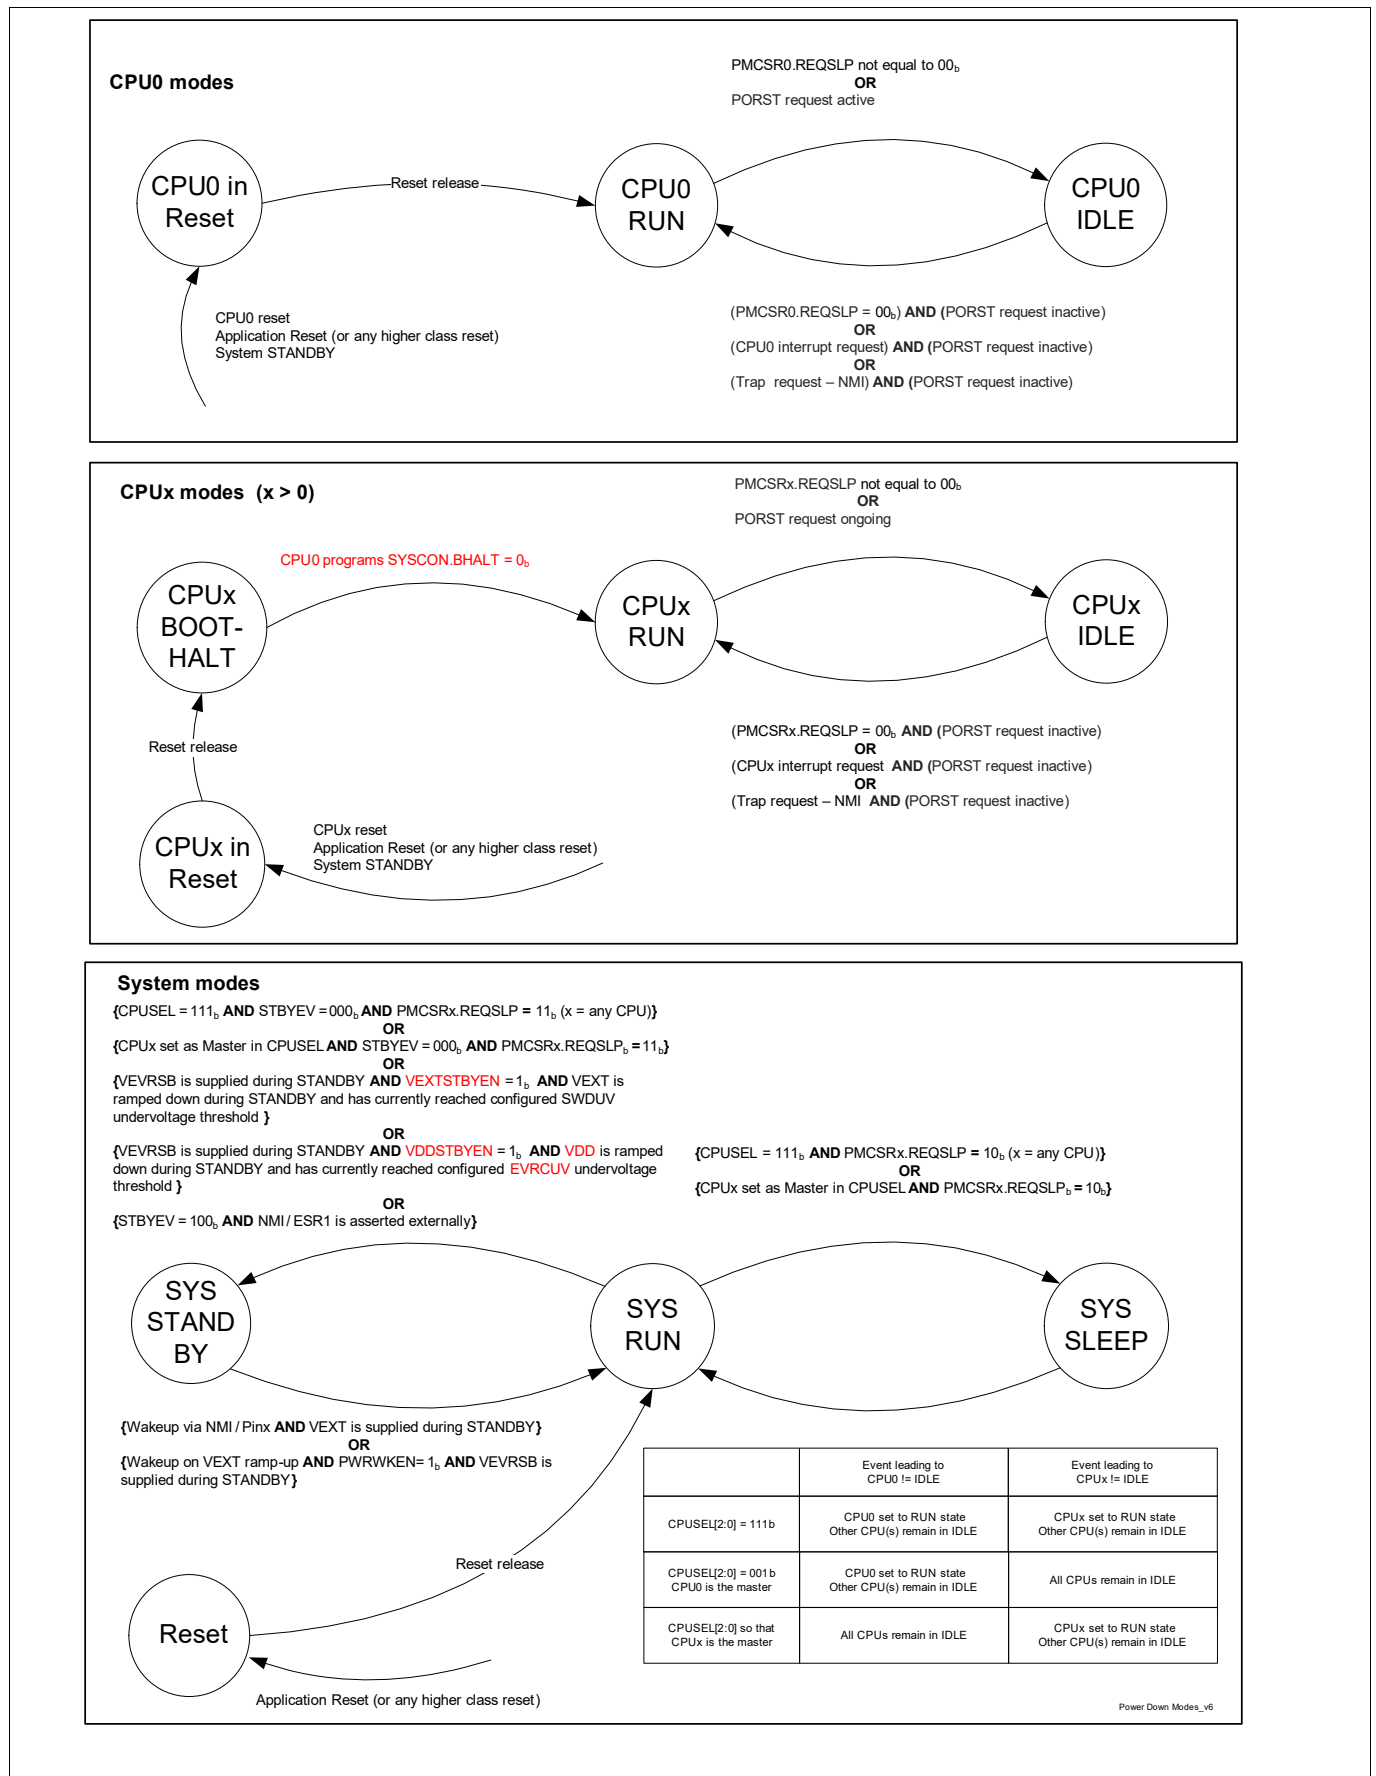 CPU0 modes
PMCSR0.REQSLP not equal to 00b
OR
PORST request active
CPU0 in
Reset
Reset release
CPU0
RUN
CPU0
IDLE
CPU0 reset
Application Reset (or any higher class reset)
System STANDBY
(PMCSR0.REQSLP = 00b) AND (PORST request inactive)
OR
(CPU0 interrupt request) AND (PORST request inactive)
OR
(Trap request – NMI) AND (PORST request inactive)
CPUx modes (x > 0)
PMCSRx.REQSLP not equal to 00b
OR
PORST request ongoing
CPU0 programs SYSCON.BHALT = 0b
CPUx
BOOT-
HALT
CPUx
RUN
CPUx
IDLE
Reset release
(PMCSRx.REQSLP = 00b AND (PORST request inactive)
OR
(CPUx interrupt request AND (PORST request inactive)
OR
(Trap request – NMI AND (PORST request inactive)
CPUx in
Reset
CPUx reset
Application Reset (or any higher class reset)
System STANDBY
System modes
{CPUSEL = 111b AND STBYEV = 000b AND PMCSRx.REQSLP = 11b (x = any CPU)}
OR
{CPUx set as Master in CPUSEL AND STBYEV = 000b AND PMCSRx.REQSLPb = 11b}
OR
{VEVRSB is supplied during STANDBY AND VEXTSTBYEN = 1b AND VEXT is
ramped down during STANDBY and has currently reached configured SWDUV
undervoltage threshold }
OR
{VEVRSB is supplied during STANDBY AND VDDSTBYEN = 1b AND VDD is ramped
down during STANDBY and has currently reached configured EVRCUV undervoltage
threshold }
OR
{STBYEV = 100b AND NMI / ESR1 is asserted externally}
{CPUSEL = 111b AND PMCSRx.REQSLP = 10b (x = any CPU)}
OR
{CPUx set as Master in CPUSEL AND PMCSRx.REQSLPb = 10b}
SYS
STAND
BY
SYS
RUN
SYS
SLEEP
{Wakeup via NMI / Pinx AND VEXT is supplied during STANDBY}
OR
{Wakeup on VEXT ramp-up AND PWRWKEN= 1b AND VEVRSB is
supplied during STANDBY}
Reset release
Reset
Application Reset (or any higher class reset)
Event leading to
CPU0 != IDLE
Event leading to
CPUx != IDLE
CPUSEL[2:0] = 111b
CPU0 set to RUN state
Other CPU(s) remain in IDLE
CPUx set to RUN state
Other CPU(s) remain in IDLE
CPUSEL[2:0] = 001b
CPU0 is the master
CPU0 set to RUN state
Other CPU(s) remain in IDLE
All CPUs remain in IDLE
CPUSEL[2:0] so that
CPUx is the master
All CPUs remain in IDLE
CPUx set to RUN state
Other CPU(s) remain in IDLE
Power Down Modes_v6